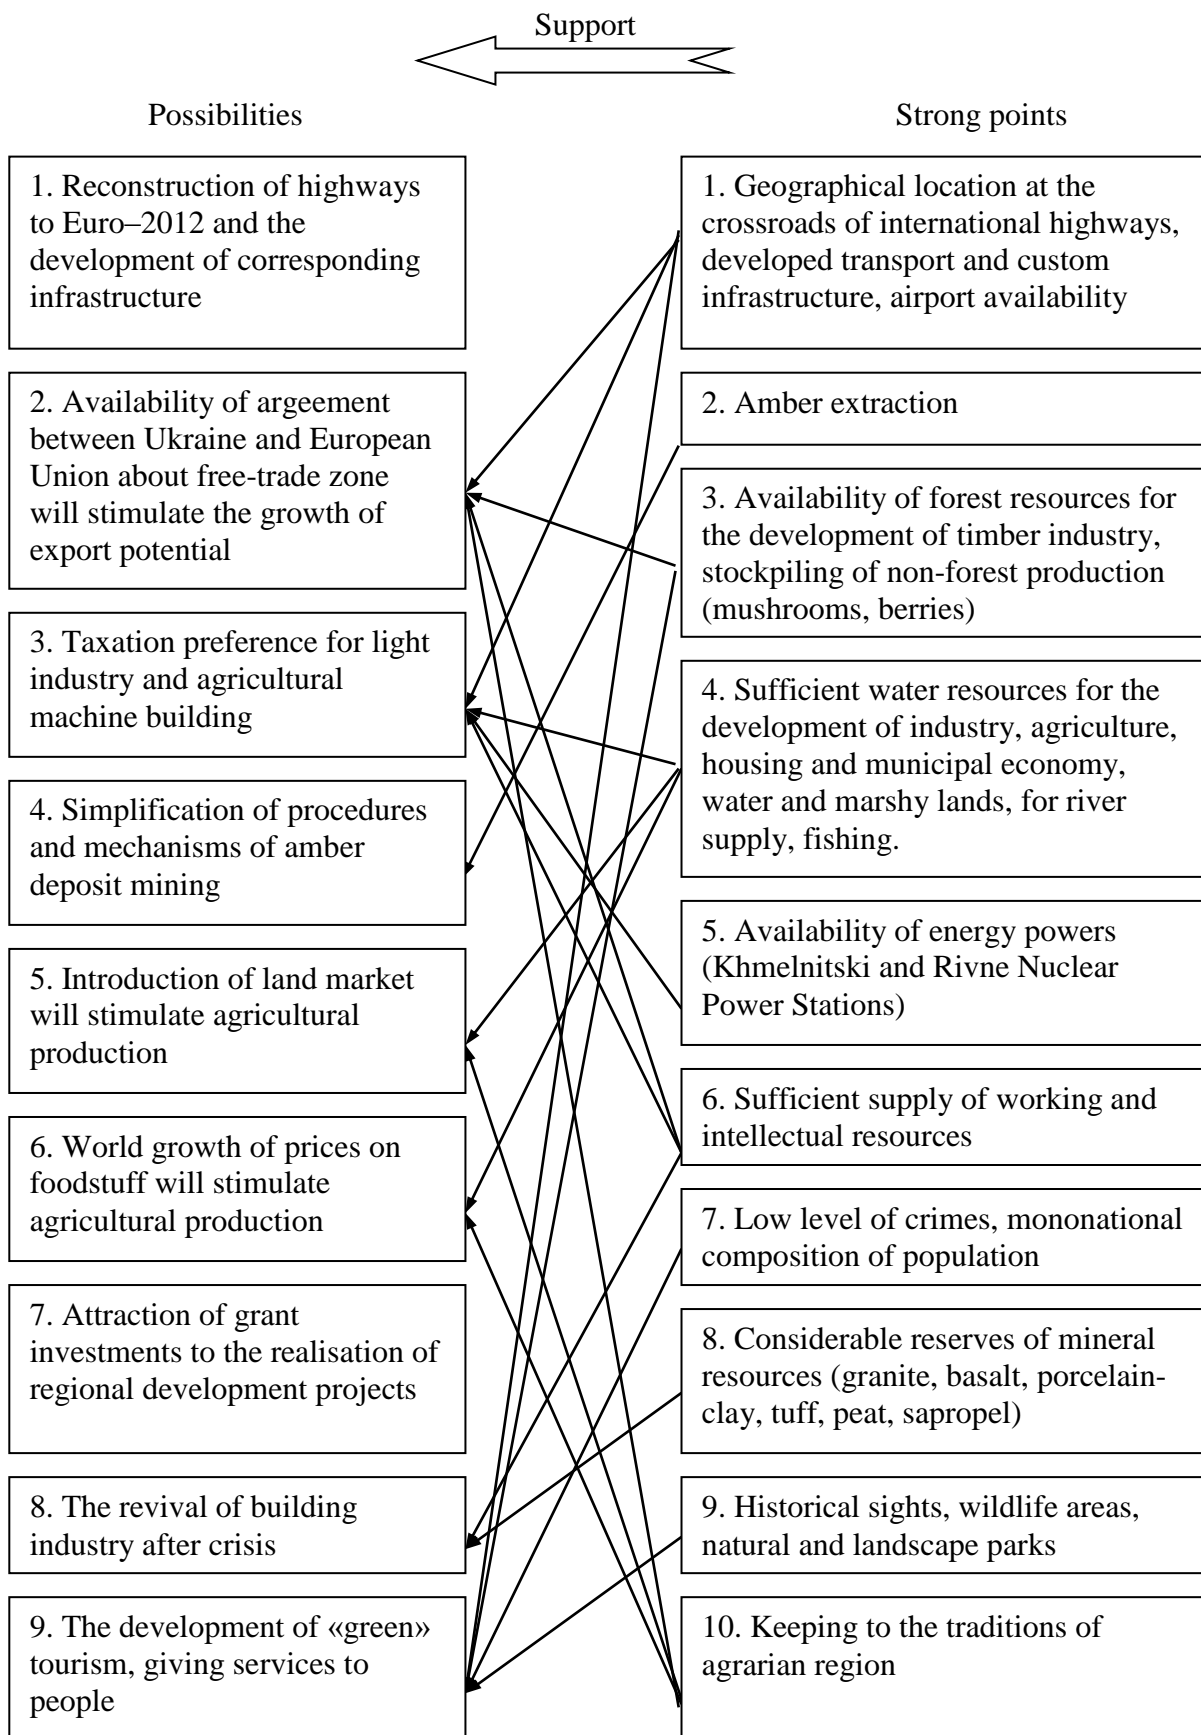 Support
Possibilities
Strong points
1. Reconstruction of highways
to Euro–2012 and the
development of corresponding
infrastructure
2. Availability of argeement
between Ukraine and European
Union about free-trade zone
will stimulate the growth of
export potential
3. Taxation preference for light
industry and agricultural
machine building
4. Simplification of procedures
and mechanisms of amber
deposit mining
5. Introduction of land market
will stimulate agricultural
production
6. World growth of prices on
foodstuff will stimulate
agricultural production
7. Attraction of grant
investments to the realisation of
regional development projects
8. The revival of building
industry after crisis
9. The development of «green»
tourism, giving services to
people
1. Geographical location at the
crossroads of international highways,
developed transport and custom
infrastructure, airport availability
2. Amber extraction
3. Availability of forest resources for
the development of timber industry,
stockpiling of non-forest production
(mushrooms, berries)
4. Sufficient water resources for the
development of industry, agriculture,
housing and municipal economy,
water and marshy lands, for river
supply, fishing.
5. Availability of energy powers
(Khmelnitski and Rivne Nuclear
Power Stations)
6. Sufficient supply of working and
intellectual resources
7. Low level of crimes, mononational
composition of population
8. Considerable reserves of mineral
resources (granite, basalt, porcelain-
clay, tuff, peat, sapropel)
9. Historical sights, wildlife areas,
natural and landscape parks
10. Keeping to the traditions of
agrarian region